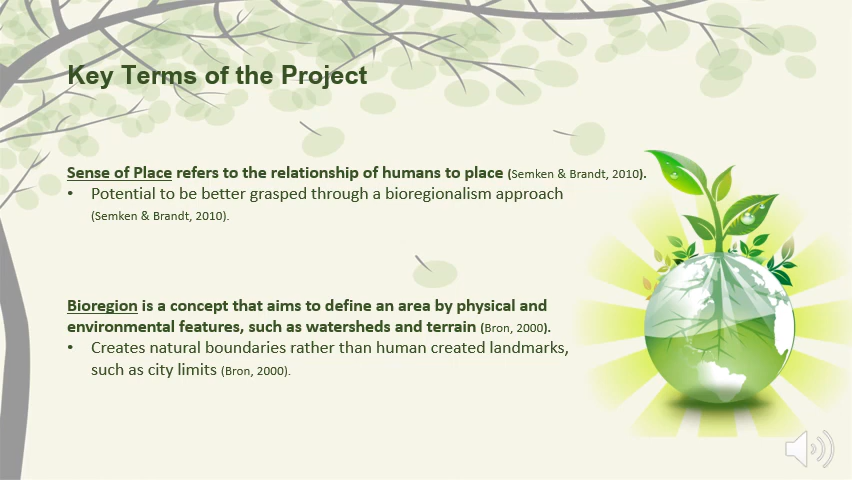 Key Terms of the Project
Sense of Place refers to the relationship of humans to place (Semken & Brandt, 2010).
• Potential to be better grasped through a bioregionalism approach
(Semken & Brandt, 2010).
Bioregion is a concept that aims to define an area by physical and
environmental features, such as watersheds and terrain (Bron, 2000).
• Creates natural boundaries rather than human created landmarks,
such as city limits (Bron, 2000).